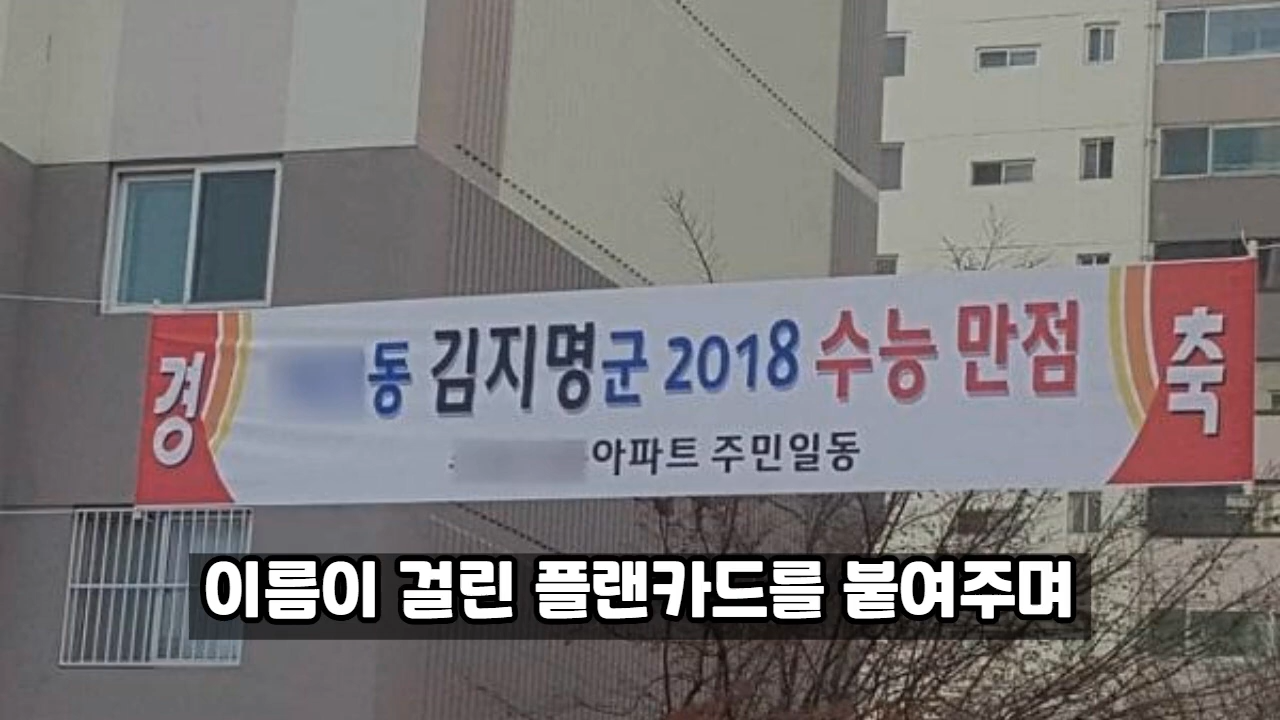 경 동 김지명군 2018 수능 만점 축
아파트 주민일동
이름이 걸린 플랜카드를 붙여주며